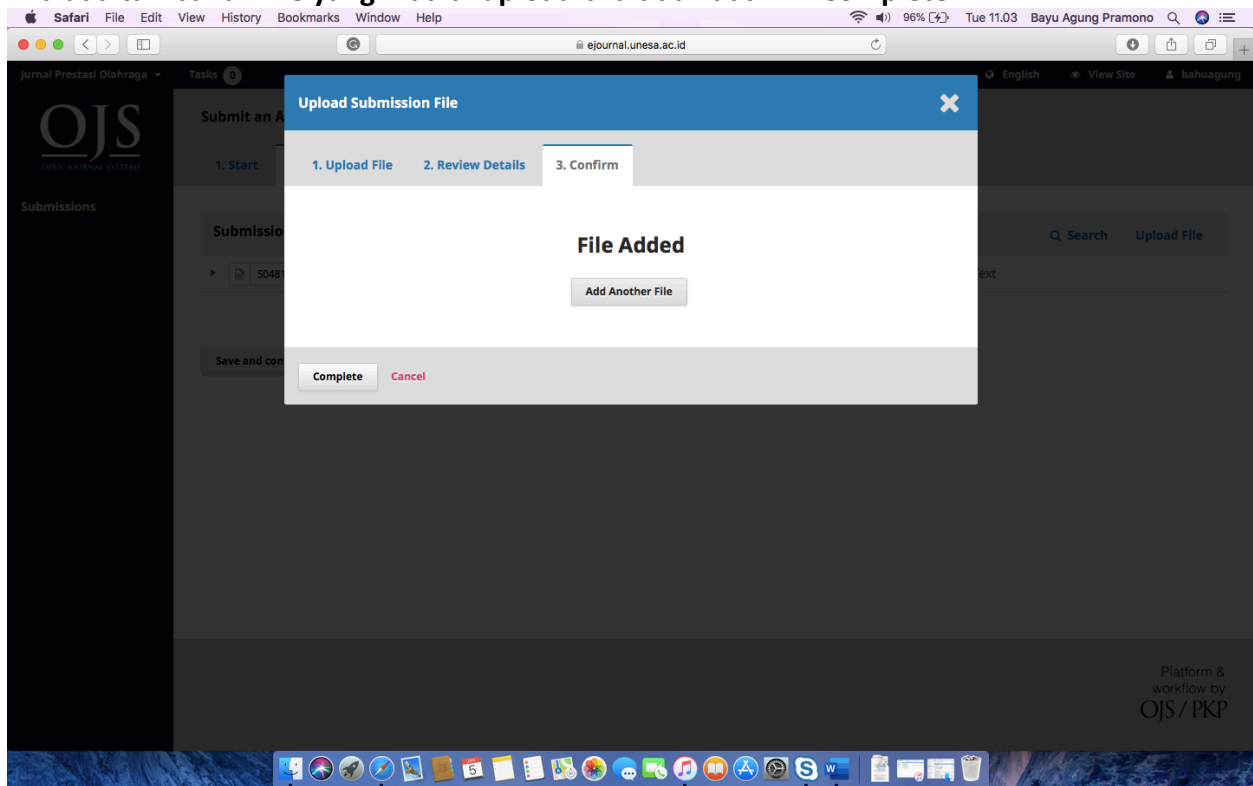 Safari File Edit View History Bookmarks Window Help 96% Tue 11.03 Bayu Agung Pramono
ejournal.unesa.ac.id
Jurnal Prestasi Olahraga Tasks 0 English View Site bahuagung
OJS
OPEN JOURNAL SYSTEMS
Submissions
Submit an A
1. Start
Upload Submission File
1. Upload File 2. Review Details 3. Confirm
File Added
Add Another File
Complete Cancel
Submissio
Search Upload File
5048
ext
Save and con
Platform &
workflow by
OJS / PKP